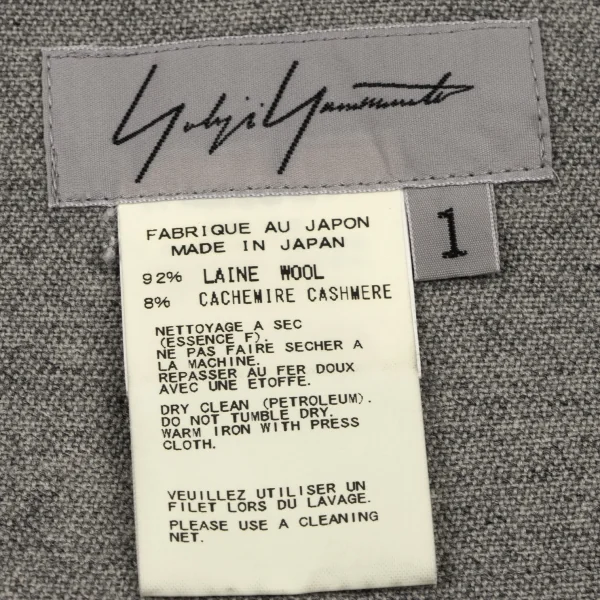 Yohji Yamamoto
1
FABRIQUE AU JAPON
MADE IN JAPAN
92% LAINE WOOL
8% CACHEMIRE CASHMERE
NETTOYAGE A SEC
(ESSENCE F).
NE PAS FAIRE SECHER A
LA MACHINE.
REPASSER AU FER DOUX
AVEC UNE ETOFFE.
DRY CLEAN (PETROLEUM).
DO NOT TUMBLE DRY.
WARM IRON WITH PRESS
CLOTH.
VEUILLEZ UTILISER UN
FILET LORS DU LAVAGE.
PLEASE USE A CLEANING
NET.